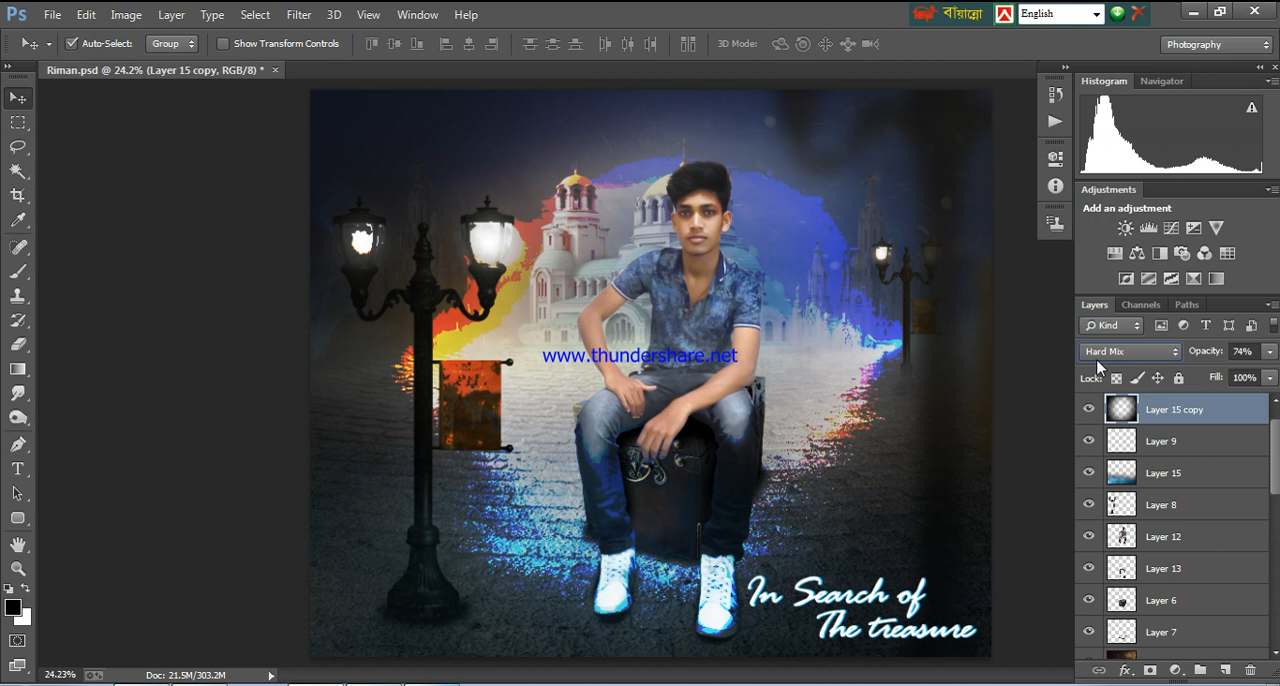 Ps File Edit Image Layer Type Select Filter 3D View Window Help
বায়ান্নো English
Auto-Select: Group Show Transform Controls 3D Mode: Photography
Riman.psd @ 24.2% (Layer 15 copy, RGB/8) * ×
Histogram Navigator
Adjustments
Add an adjustment
Layers Channels Paths
Kind
Hard Mix Opacity: 74%
Lock: Fill: 100%
Layer 15 copy
Layer 9
Layer 15
Layer 8
Layer 12
Layer 13
Layer 6
Layer 7
www.thundershare.net
In Search of
The treasure
24.23% Doc: 21.5M/303.2M